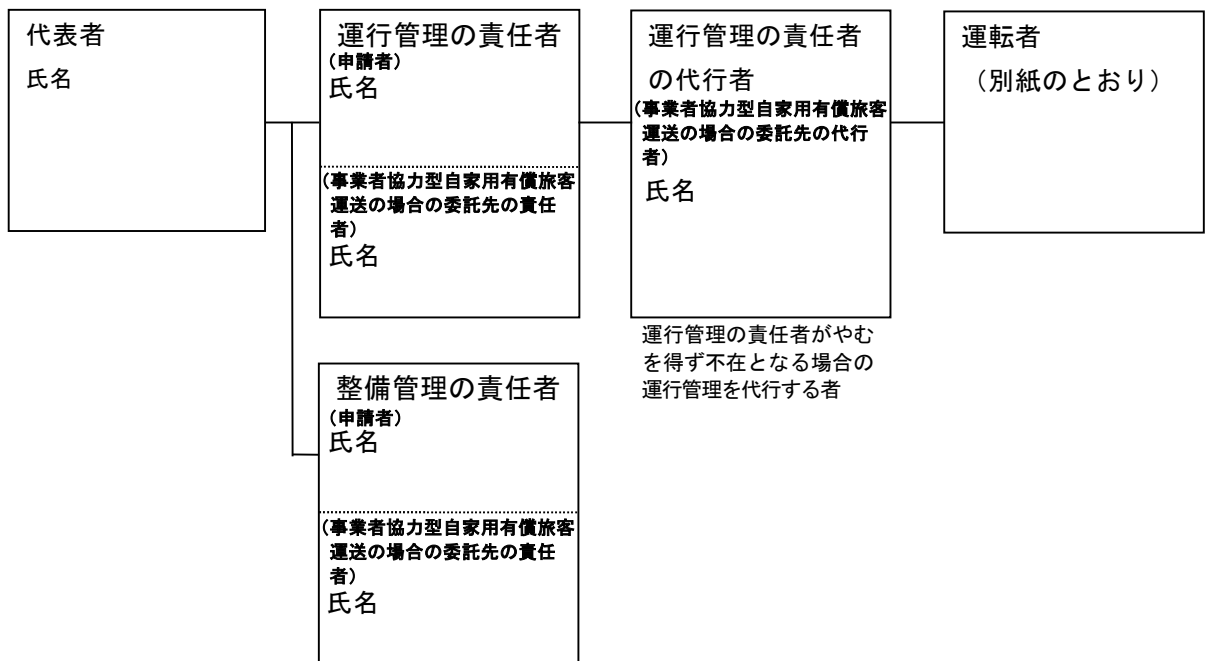 代表者
氏名
運行管理の責任者
（申請者）
氏名
（事業者協力型自家用有償旅客
運送の場合の委託先の責任
者）
氏名
運行管理の責任者
の代行者
（事業者協力型自家用有償旅客
運送の場合の委託先の代行
者）
氏名
運行管理の責任者がやむ
を得ず不在となる場合の
運行管理を代行する者
運転者
（別紙のとおり）
整備管理の責任者
（申請者）
氏名
（事業者協力型自家用有償旅客
運送の場合の委託先の責任
者）
氏名